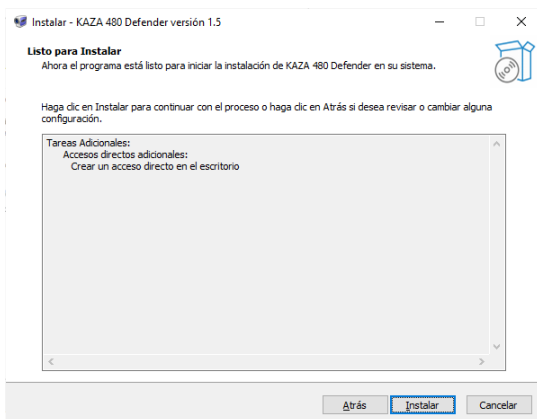 Instalar - KAZA 480 Defender versión 1.5
Listo para Instalar
Ahora el programa está listo para iniciar la instalación de KAZA 480 Defender en su sistema.
Haga clic en Instalar para continuar con el proceso o haga clic en Atrás si desea revisar o cambiar alguna
configuración.
Tareas Adicionales:
Accesos directos adicionales:
Crear un acceso directo en el escritorio
Atrás
Instalar
Cancelar